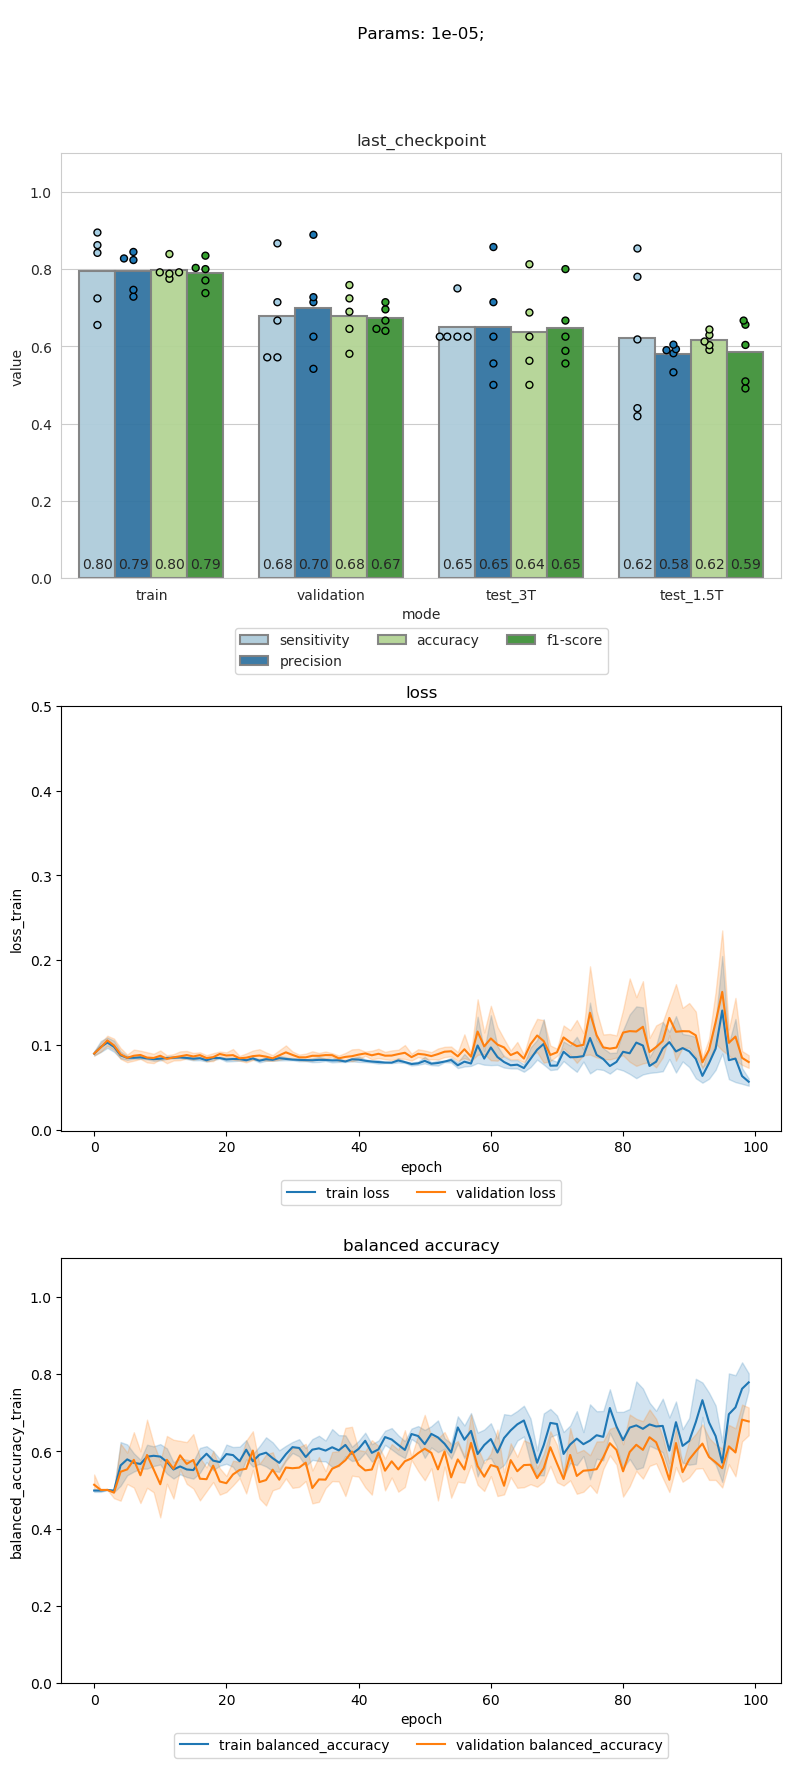 Params: 1e-05;
last_checkpoint
1.0
0.8
0.6
0.4
0.2
0.0
value
0.80 0.79 0.80 0.79 0.68 0.70 0.68 0.67 0.65 0.65 0.64 0.65 0.62 0.58 0.62 0.59
train validation test_3T test_1.5T
mode
sensitivity accuracy f1-score
precision
loss
0.5
0.4
0.3
0.2
0.1
0.0
loss_train
0 20 40 60 80 100
epoch
train loss validation loss
balanced accuracy
1.0
0.8
0.6
0.4
0.2
0.0
balanced_accuracy_train
0 20 40 60 80 100
epoch
train balanced_accuracy validation balanced_accuracy